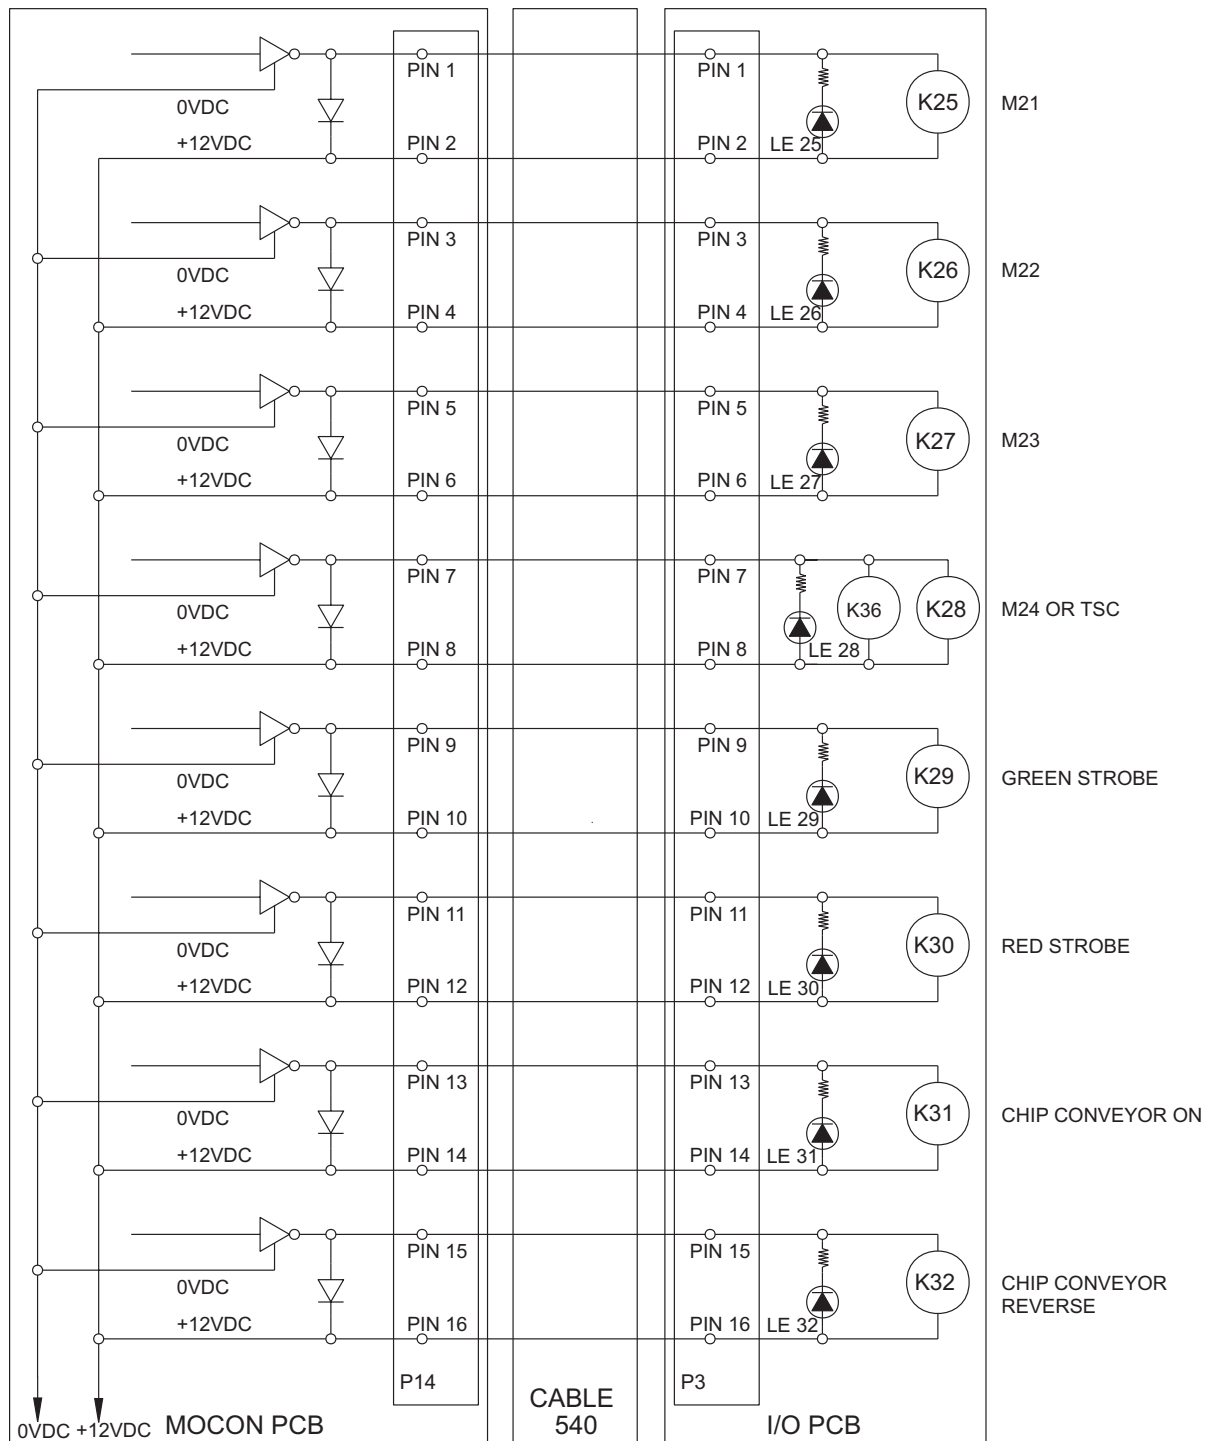 PIN 1 PIN 1
0VDC K25 M21
+12VDC PIN 2 PIN 2 LE 25
PIN 3 PIN 3
0VDC K26 M22
+12VDC PIN 4 PIN 4 LE 26
PIN 5 PIN 5
0VDC K27 M23
+12VDC PIN 6 PIN 6 LE 27
PIN 7 PIN 7
0VDC K36 K28 M24 OR TSC
+12VDC PIN 8 PIN 8 LE 28
PIN 9 PIN 9
0VDC K29 GREEN STROBE
+12VDC PIN 10 PIN 10 LE 29
PIN 11 PIN 11
0VDC K30 RED STROBE
+12VDC PIN 12 PIN 12 LE 30
PIN 13 PIN 13
0VDC K31 CHIP CONVEYOR ON
+12VDC PIN 14 PIN 14 LE 31
PIN 15 PIN 15
0VDC K32 CHIP CONVEYOR
REVERSE
+12VDC PIN 16 PIN 16 LE 32
P14 P3
0VDC +12VDC MOCON PCB CABLE
540 I/O PCB